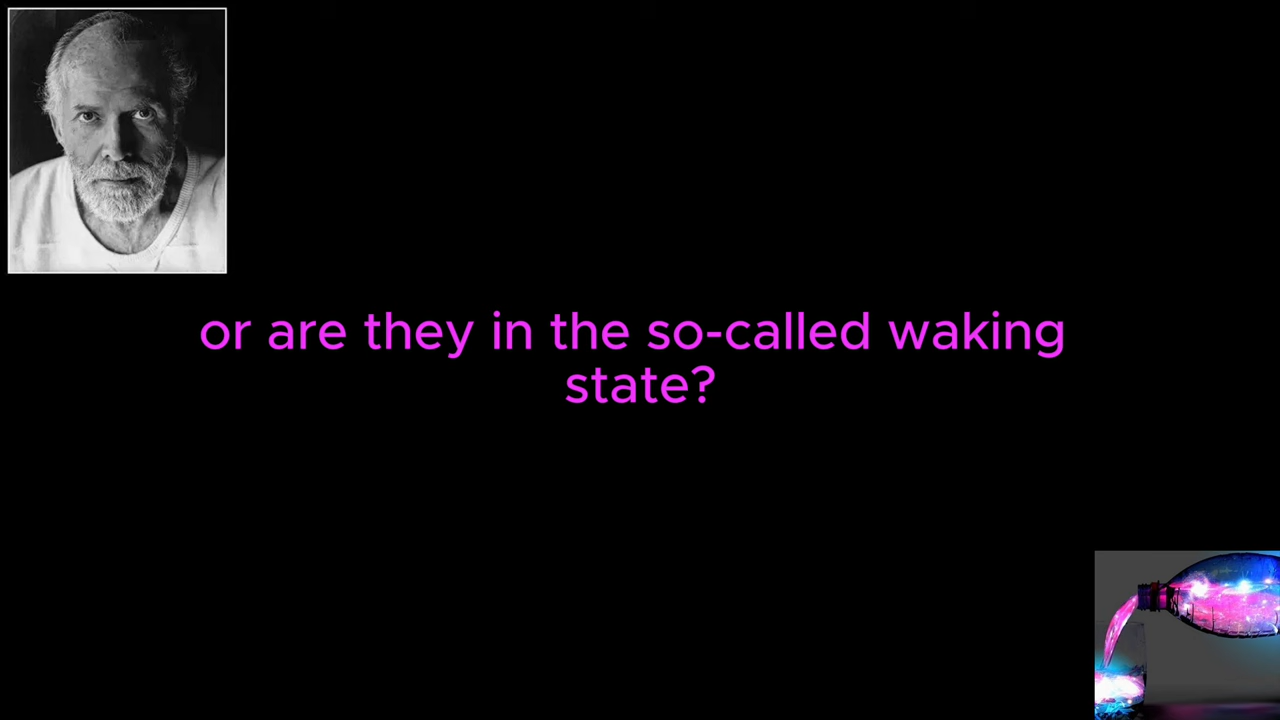 or are they in the so-called waking
state?